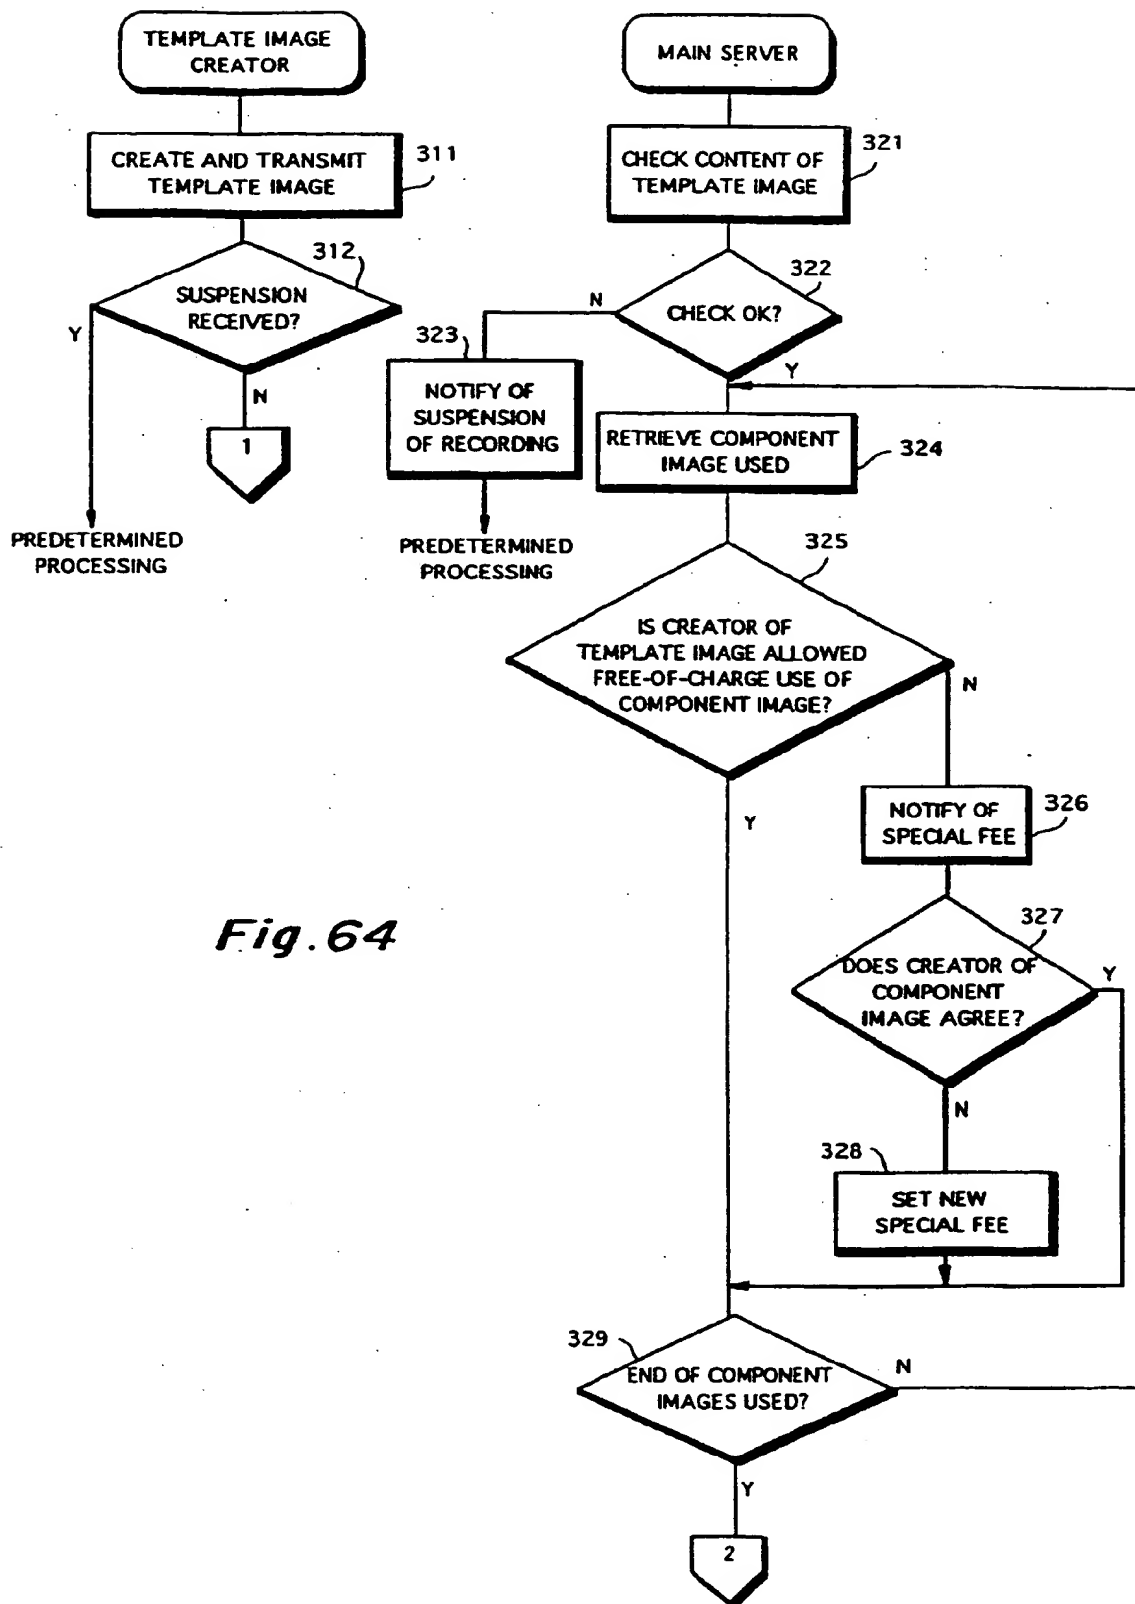 TEMPLATE IMAGE
CREATOR
CREATE AND TRANSMIT
TEMPLATE IMAGE
311
312
SUSPENSION
RECEIVED?
Y
N
1
PREDETERMINED
PROCESSING
MAIN SERVER
CHECK CONTENT OF
TEMPLATE IMAGE
321
322
CHECK OK?
N
Y
323
NOTIFY OF
SUSPENSION
OF RECORDING
PREDETERMINED
PROCESSING
RETRIEVE COMPONENT
IMAGE USED
324
325
IS CREATOR OF
TEMPLATE IMAGE ALLOWED
FREE-OF-CHARGE USE OF
COMPONENT IMAGE?
N
Y
NOTIFY OF
SPECIAL FEE
326
327
DOES CREATOR OF
COMPONENT
IMAGE AGREE?
Y
N
328
SET NEW
SPECIAL FEE
329
END OF COMPONENT
IMAGES USED?
N
Y
2
Fig.64